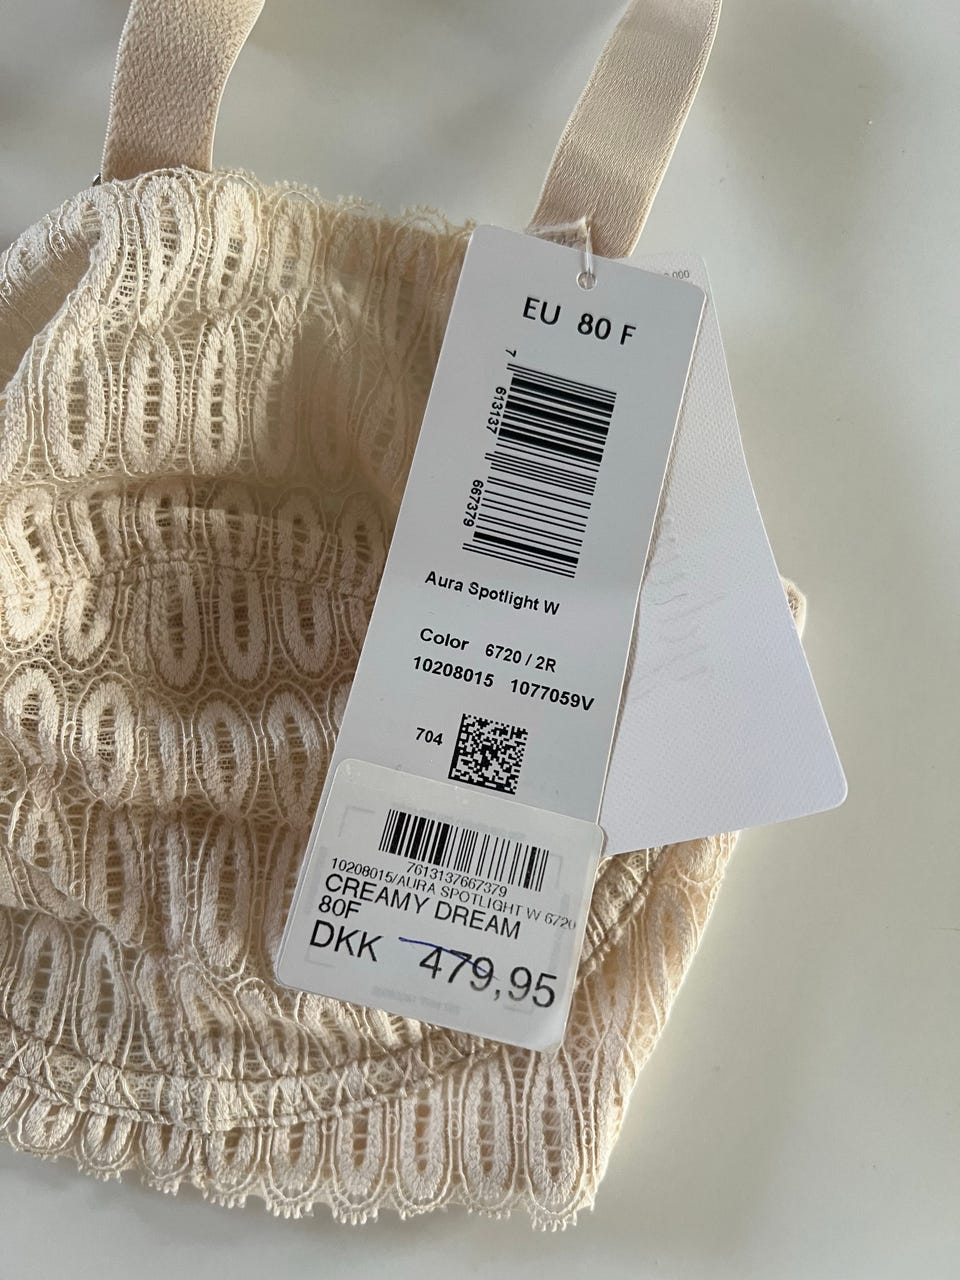 EU 80 F
7 613137 667379
Aura Spotlight W
Color 6720 / 2R
10208015 1077059V
704
7613137667379
10208015/AURA SPOTLIGHT W 6720
CREAMY DREAM
80F
DKK 479,95